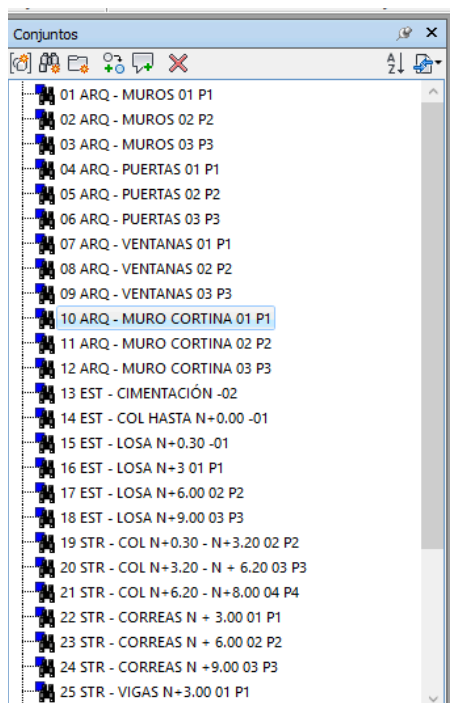 Conjuntos
01 ARQ - MUROS 01 P1
02 ARQ - MUROS 02 P2
03 ARQ - MUROS 03 P3
04 ARQ - PUERTAS 01 P1
05 ARQ - PUERTAS 02 P2
06 ARQ - PUERTAS 03 P3
07 ARQ - VENTANAS 01 P1
08 ARQ - VENTANAS 02 P2
09 ARQ - VENTANAS 03 P3
10 ARQ - MURO CORTINA 01 P1
11 ARQ - MURO CORTINA 02 P2
12 ARQ - MURO CORTINA 03 P3
13 EST - CIMENTACIÓN -02
14 EST - COL HASTA N+0.00 -01
15 EST - LOSA N+0.30 -01
16 EST - LOSA N+3 01 P1
17 EST - LOSA N+6.00 02 P2
18 EST - LOSA N+9.00 03 P3
19 STR - COL N+0.30 - N+3.20 02 P2
20 STR - COL N+3.20 - N + 6.20 03 P3
21 STR - COL N+6.20 - N+8.00 04 P4
22 STR - CORREAS N + 3.00 01 P1
23 STR - CORREAS N + 6.00 02 P2
24 STR - CORREAS N +9.00 03 P3
25 STR - VIGAS N+3.00 01 P1